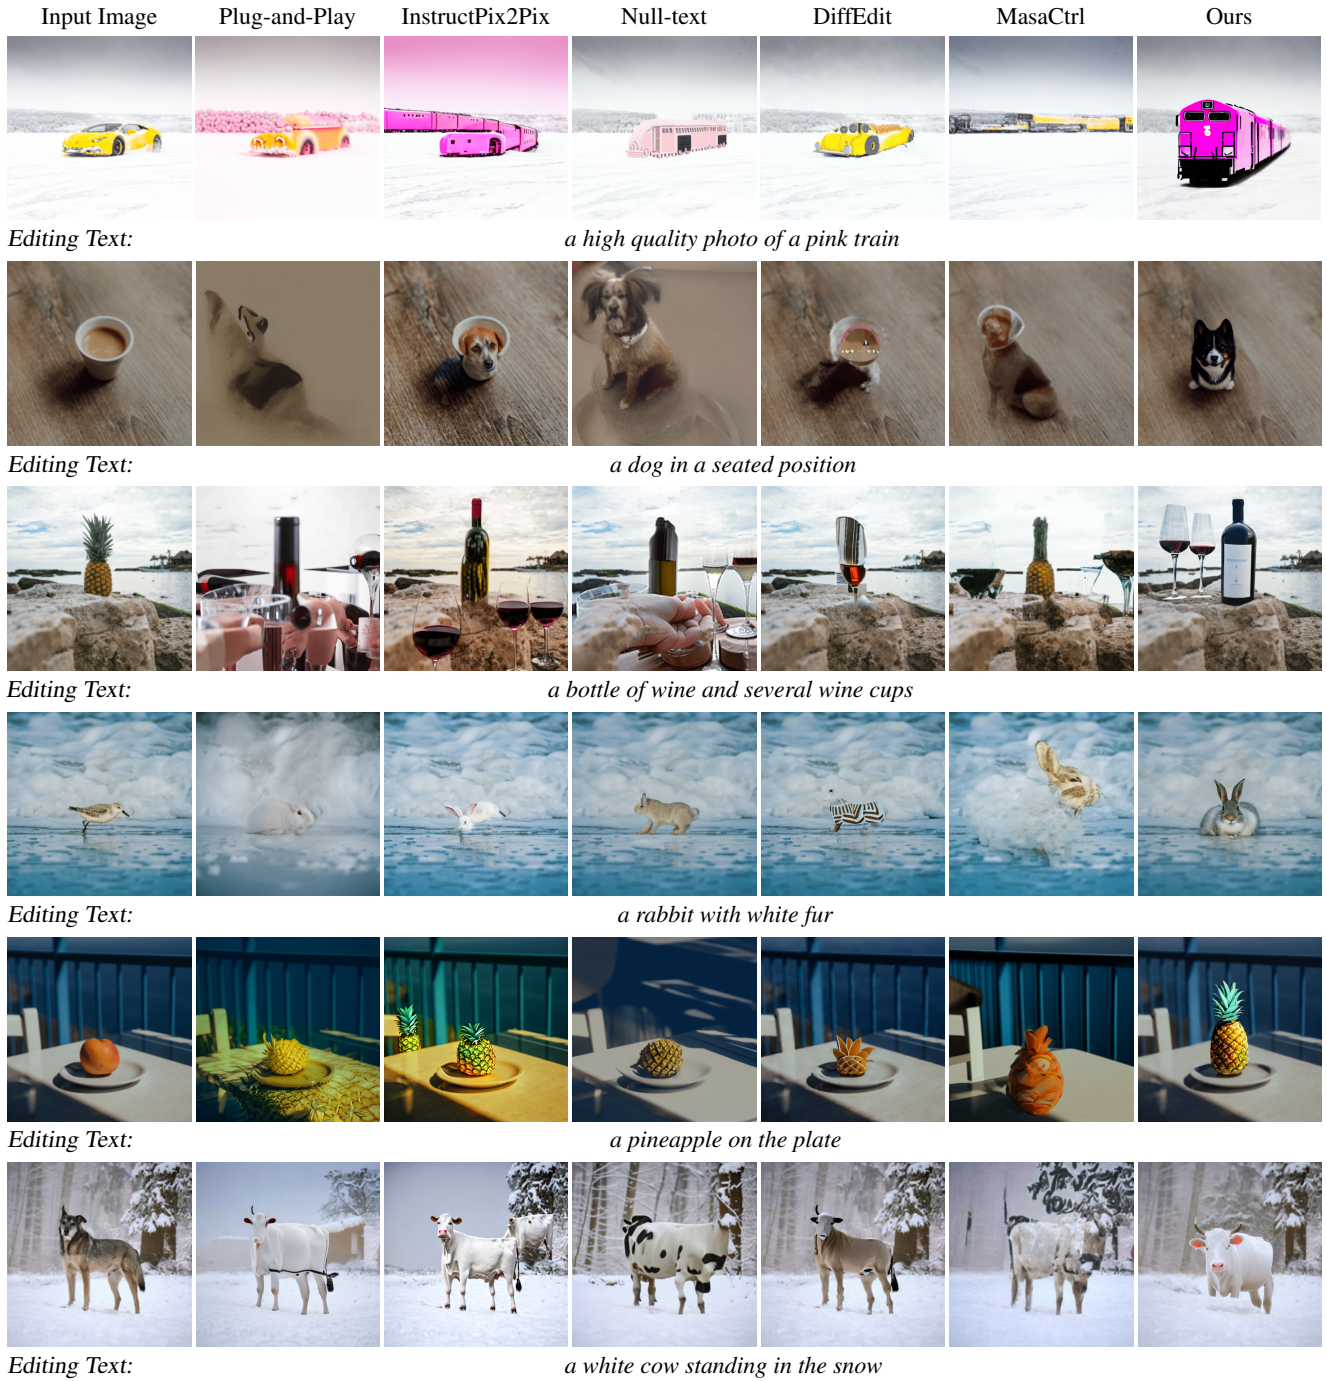 Input Image Plug-and-Play InstructPix2Pix Null-text DiffEdit MasaCtrl Ours
Editing Text: a high quality photo of a pink train
Editing Text: a dog in a seated position
Editing Text: a bottle of wine and several wine cups
Editing Text: a rabbit with white fur
Editing Text: a pineapple on the plate
Editing Text: a white cow standing in the snow